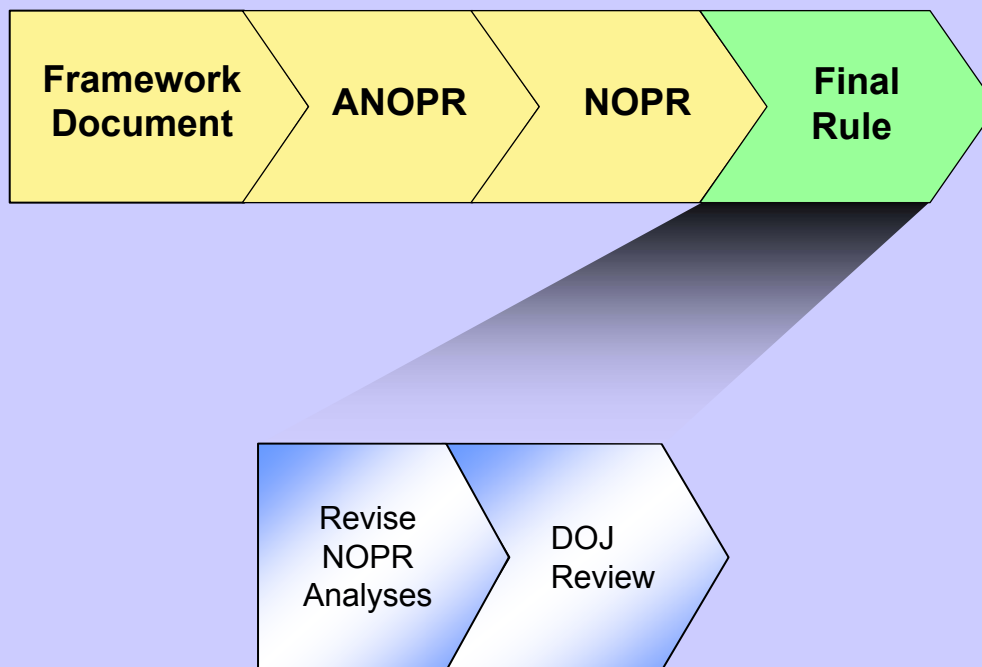 Framework
Document
ANOPR
NOPR
Final
Rule
Revise
NOPR
Analyses
DOJ
Review